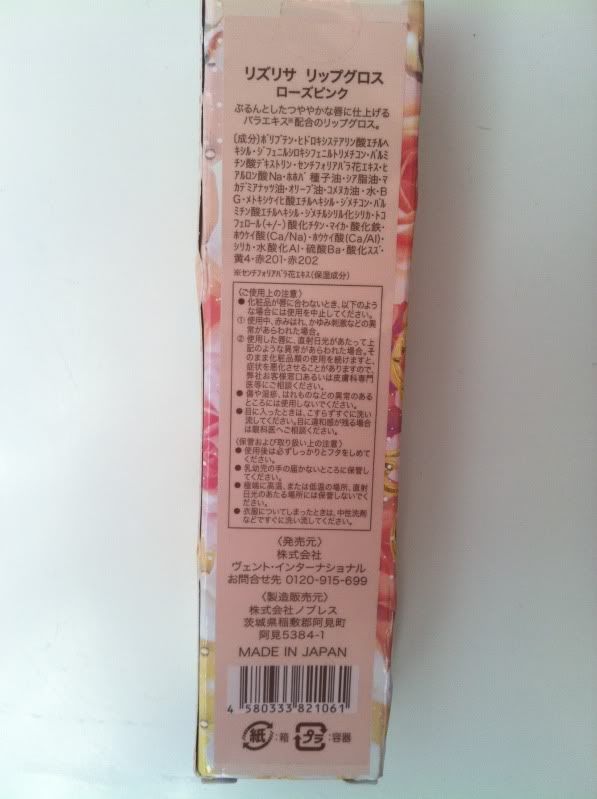 リズリサ リップグロス
ローズピンク
ぷるんとしたつややかな唇に仕上げる
バラエキス※配合のリップグロス。
〔成分〕ポリブテン・ヒドロキシステアリン酸エチルヘ
キシル・ジフェニルシロキシフェニルトリメチコン・パルミ
チン酸デキストリン・センチフォリアバラ花エキス・ヒ
アルロン酸Na・ホホバ種子油・シア脂油・マ
カデミアナッツ油・オリーブ油・コメヌカ油・水・B
G・メトキシケイヒ酸エチルヘキシル・ジメチコン・パル
ミチン酸エチルヘキシル・ジメチルシリル化シリカ・トコ
フェロール(+/-)酸化チタン・マイカ・酸化鉄・
ホウケイ酸(Ca/Na)・ホウケイ酸(Ca/Al)・
シリカ・水酸化Al・硫酸Ba・酸化スズ・
黄4・赤201・赤202
※センチフォリアバラ花エキス(保湿成分)
〈ご使用上の注意〉
●化粧品が唇に合わないとき、以下のよう
な場合には使用を中止してください。
①使用中、赤みはれ、かゆみ刺激などの異
常があらわれた場合。
②使用した唇に、直射日光があたって上
記のような異常があらわれた場合。そ
のまま化粧品類の使用を続けますと、
症状を悪化させることがありますので、
弊社お客様窓口あるいは皮膚科専門
医等にご相談ください。
●傷や湿疹、はれものなどの異常のある
ところには使用しないでください。
●目に入ったときは、こすらずすぐに洗い
流してください。目に違和感が残る場合
は眼科医へご相談ください。
〈保管および取り扱い上の注意〉
●使用後は必ずしっかりとフタをしめて
ください。
●乳幼児の手の届かないところに保管し
てください。
●極端に高温、または低温の場所、直射
日光のあたる場所には保管しないでく
ださい。
●衣服についてしまったときは、中性洗剤
などですぐに洗い流してください。
〈発売元〉
株式会社
ヴェント・インターナショナル
お問合せ先 0120-915-699
〈製造販売元〉
株式会社ノブレス
茨城県稲敷郡阿見町
阿見5384-1
MADE IN JAPAN
4 580333 821061
紙:箱 プラ:容器